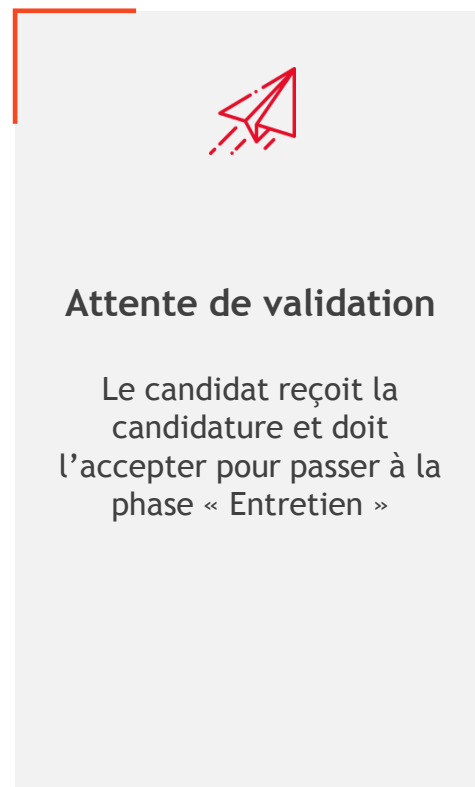 Attente de validation
Le candidat reçoit la
candidature et doit
l’accepter pour passer à la
phase « Entretien »